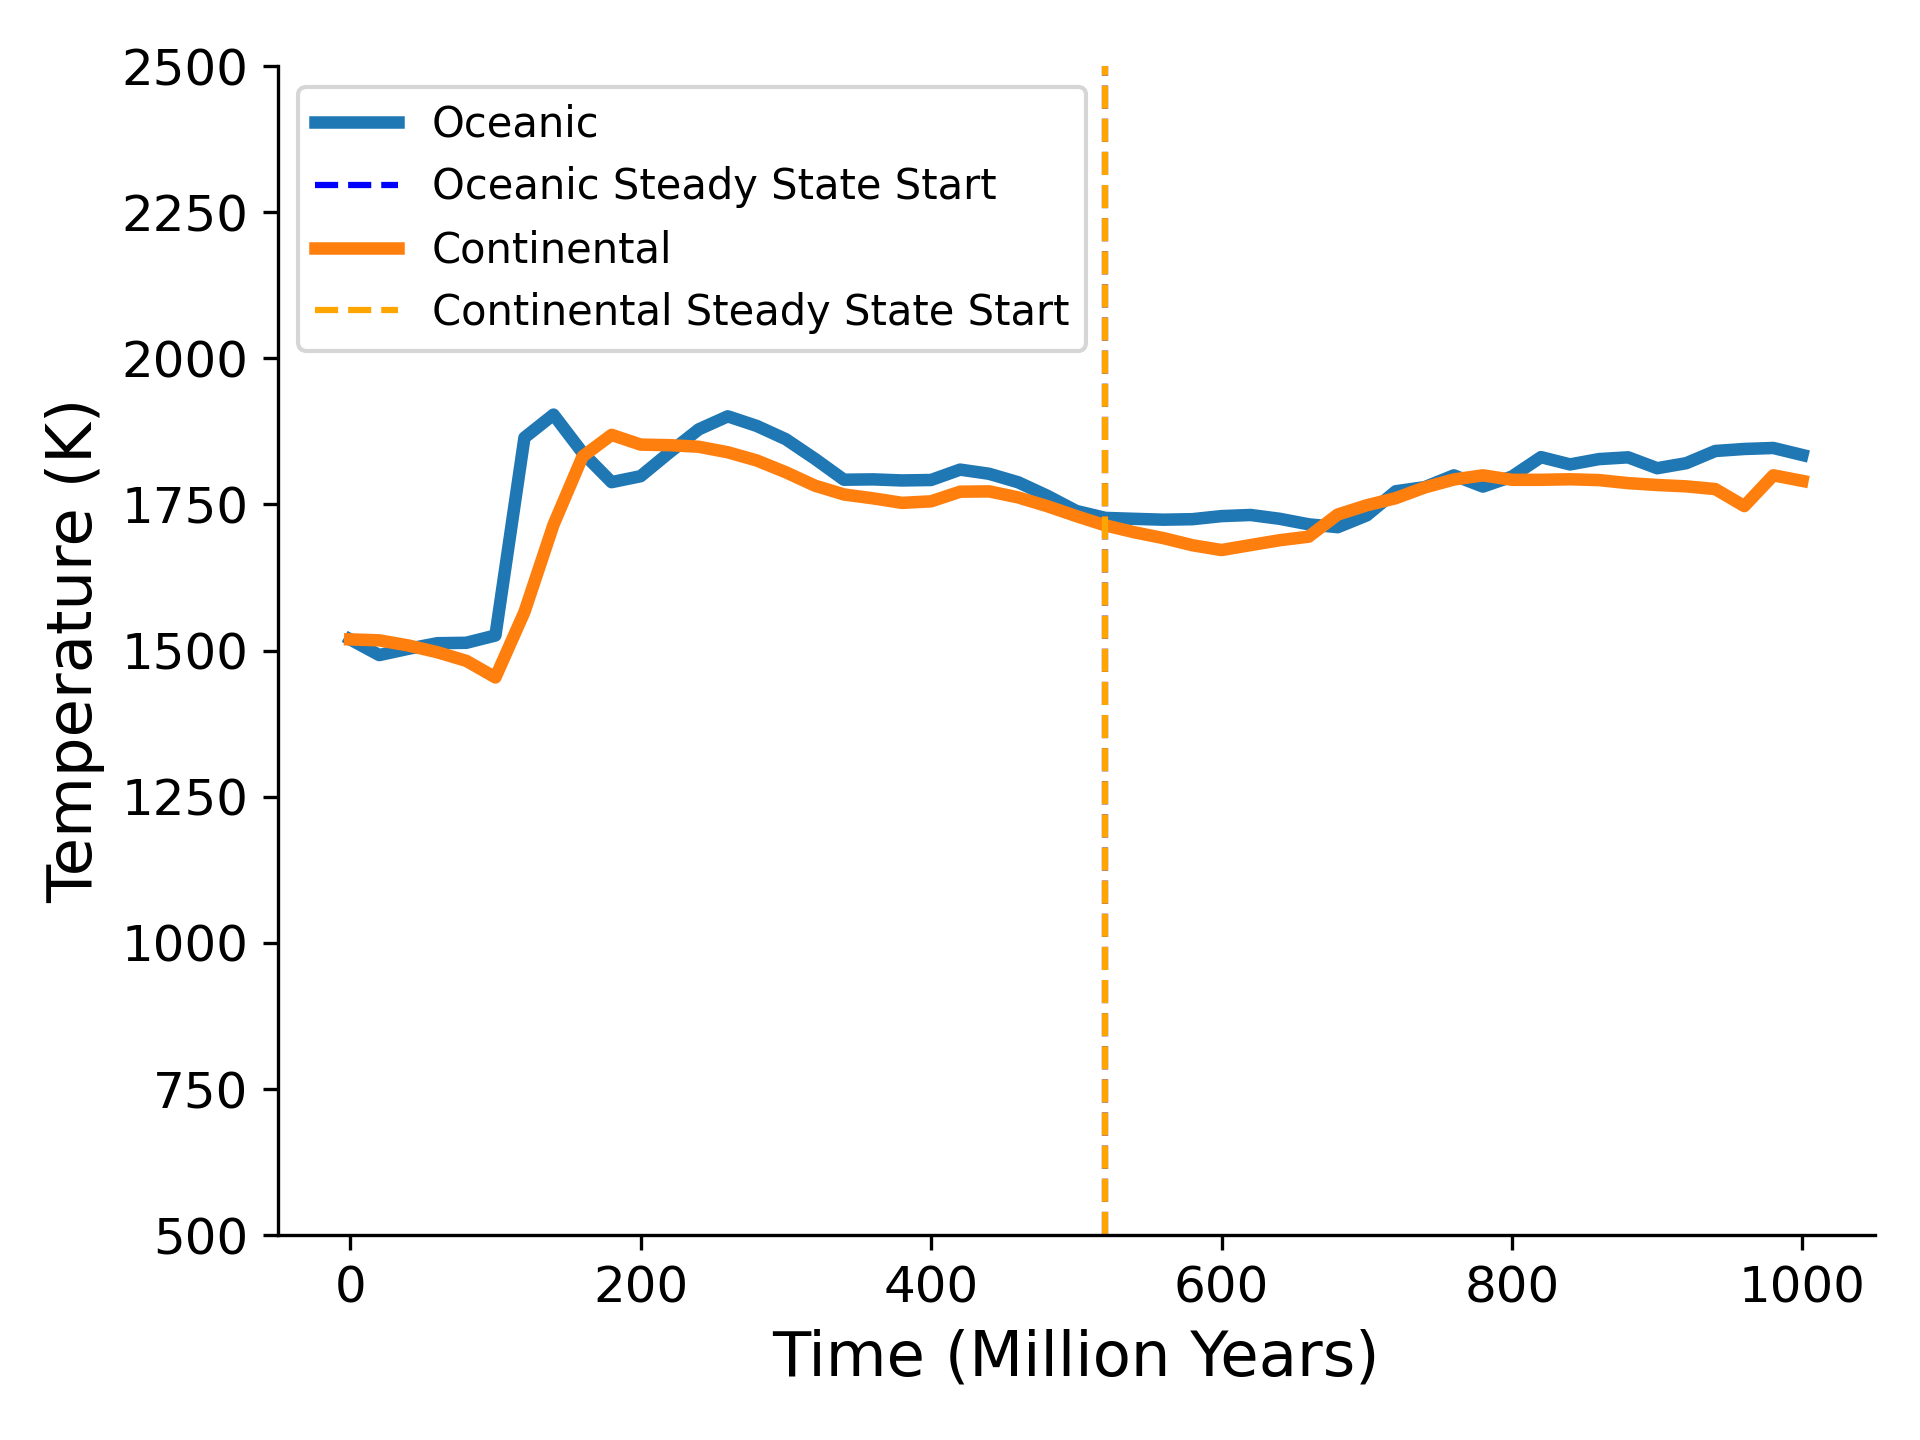 2500
2250
2000
1750
1500
1250
1000
750
500
Temperature (K)
Oceanic
Oceanic Steady State Start
Continental
Continental Steady State Start
0 200 400 600 800 1000
Time (Million Years)